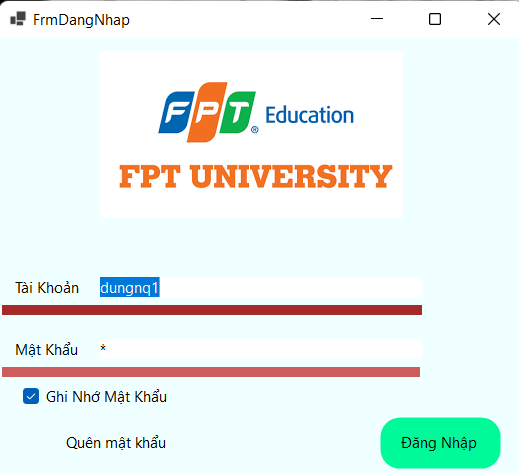 FrmDangNhap
FPT® Education
FPT UNIVERSITY
Tài Khoản dungnq1
Mật Khẩu *
Ghi Nhớ Mật Khẩu
Quên mật khẩu Đăng Nhập